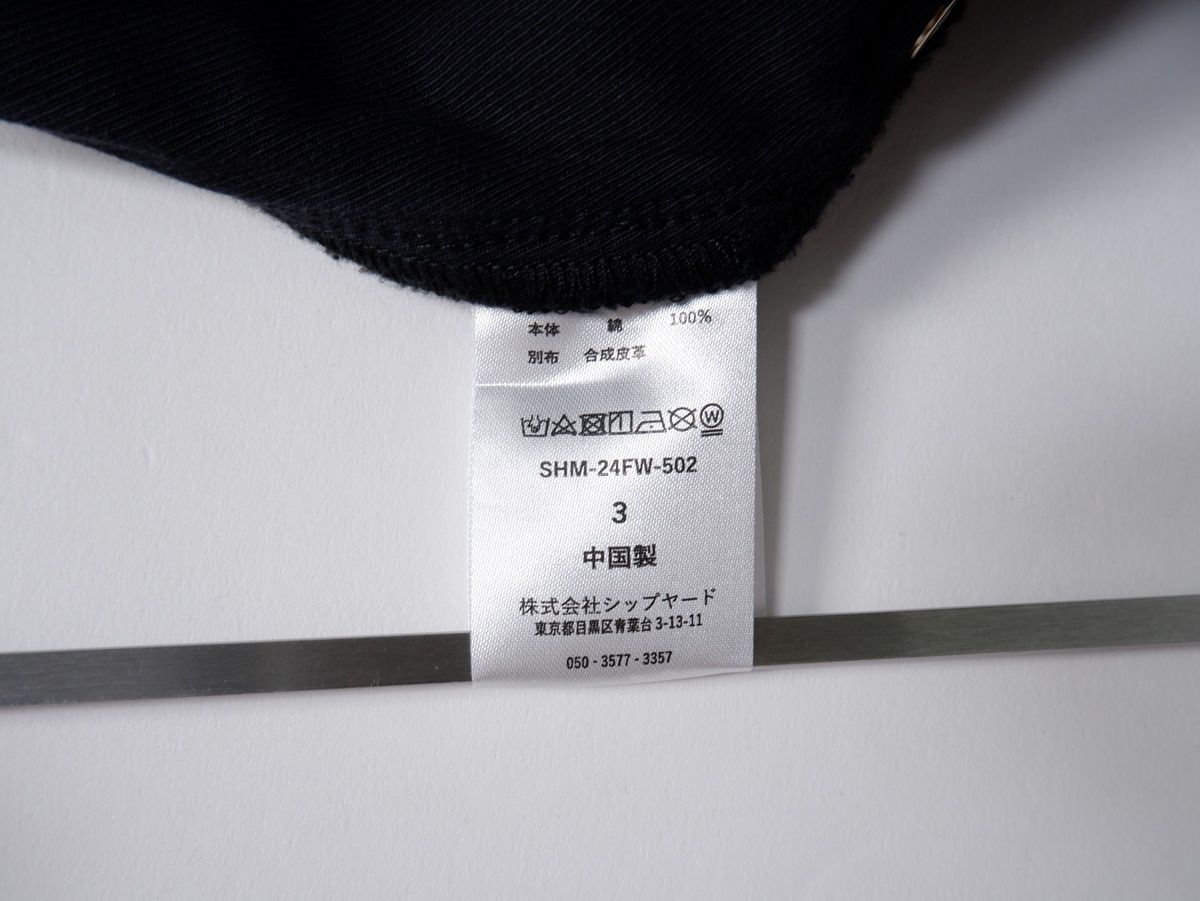 本体 綿 100%
別布 合成皮革
W
SHM-24FW-502
3
中国製
株式会社シップヤード
東京都目黒区青葉台3-13-11
050-3577-3357